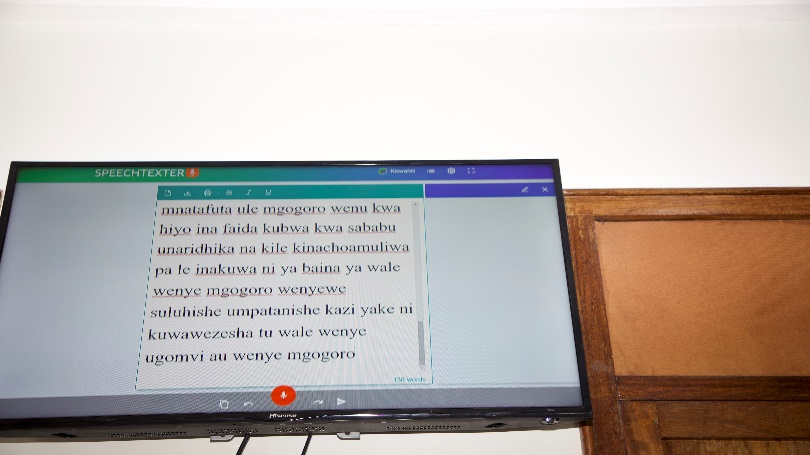 SPEECHTEXTER
Kiswahili
mnatafuta ule mgogoro wenu kwa
hiyo ina faida kubwa kwa sababu
unaridhika na kile kinachoamuliwa
pa le inakuwa ni ya baina ya wale
wenye mgogoro wenyewe
suluhishe umpatanishe kazi yake ni
kuwawezesha tu wale wenye
ugomvi au wenye mgogoro
138 words
Hisense